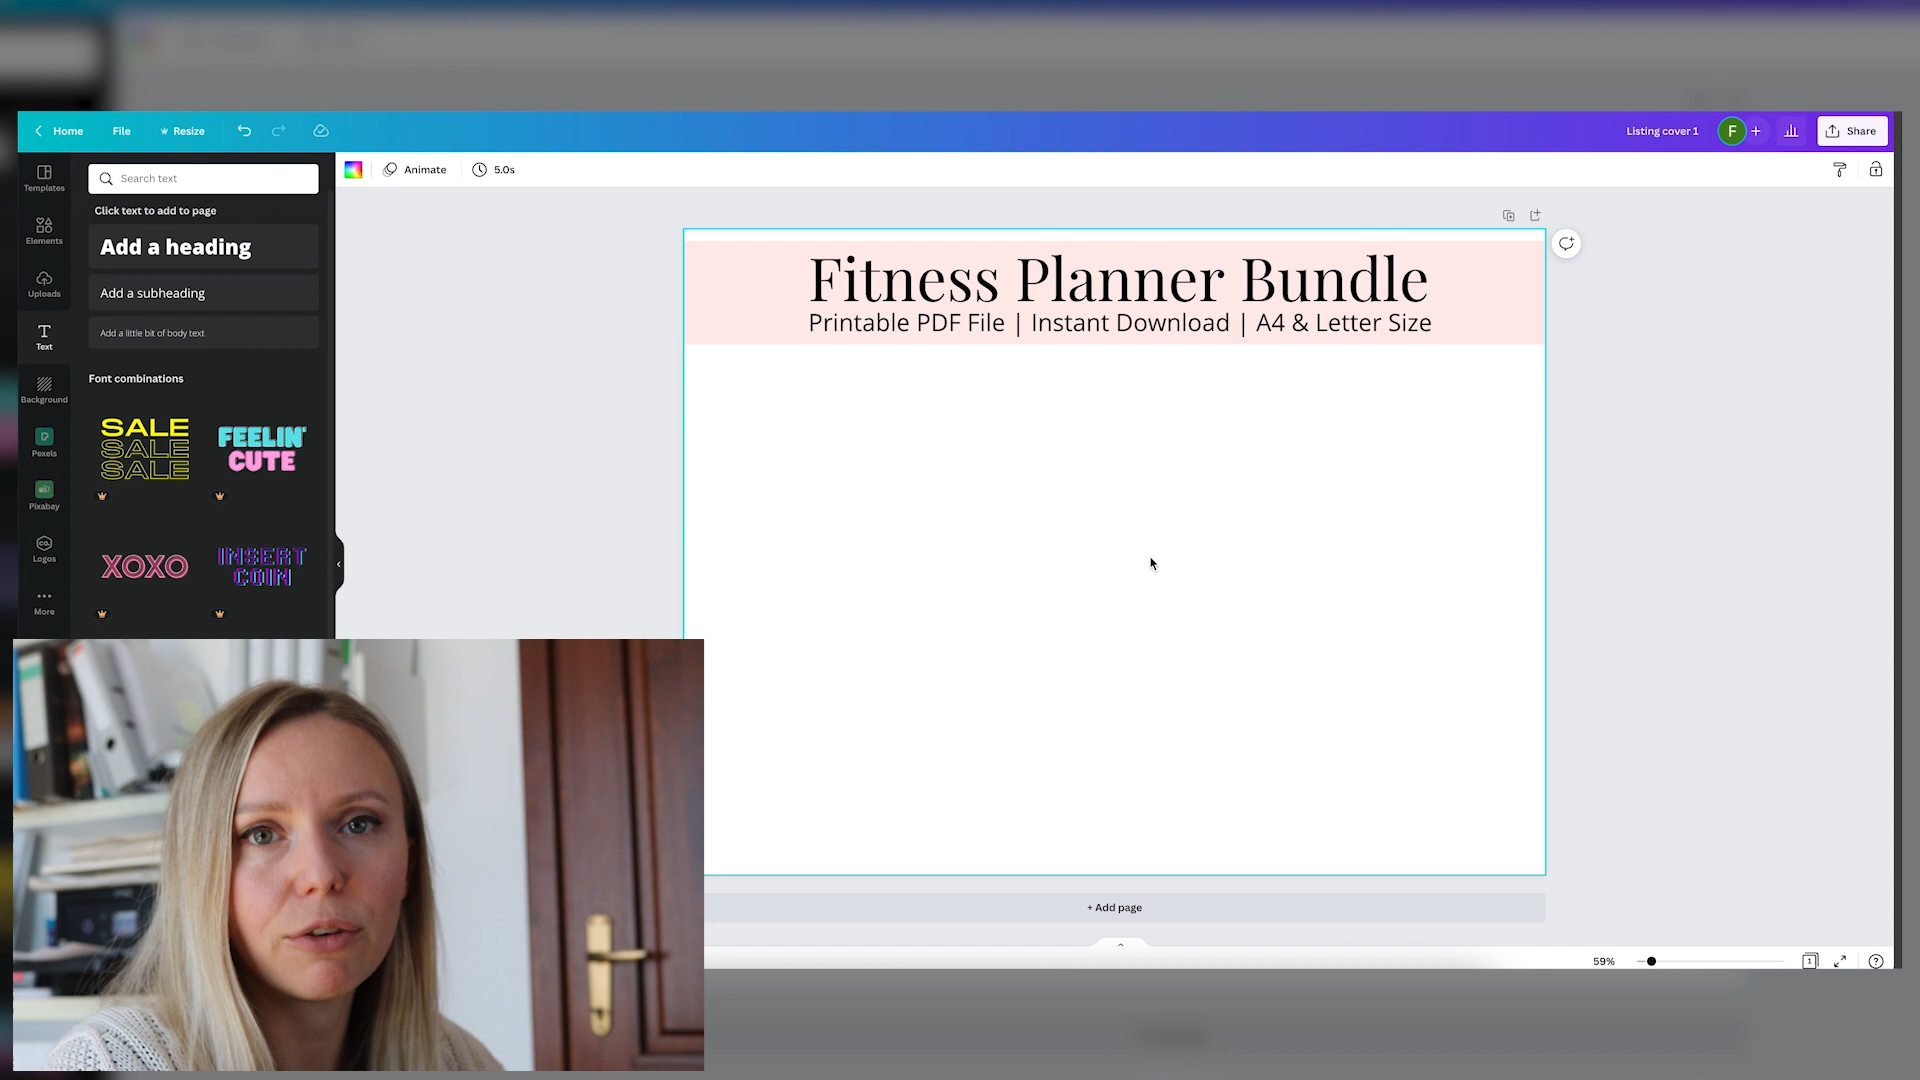 Home
File
Resize
Listing cover 1
F
+
Share
Templates
Search text
Animate
5.0s
Click text to add to page
Elements
Add a heading
Uploads
Add a subheading
Text
Add a little bit of body text
Background
Font combinations
Pexels
SALE
SALE
SALE
FEELIN'
CUTE
Pixabay
Logos
CO.
XOXO
INSERT
COIN
More
Fitness Planner Bundle
Printable PDF File | Instant Download | A4 & Letter Size
+ Add page
59%
1
?